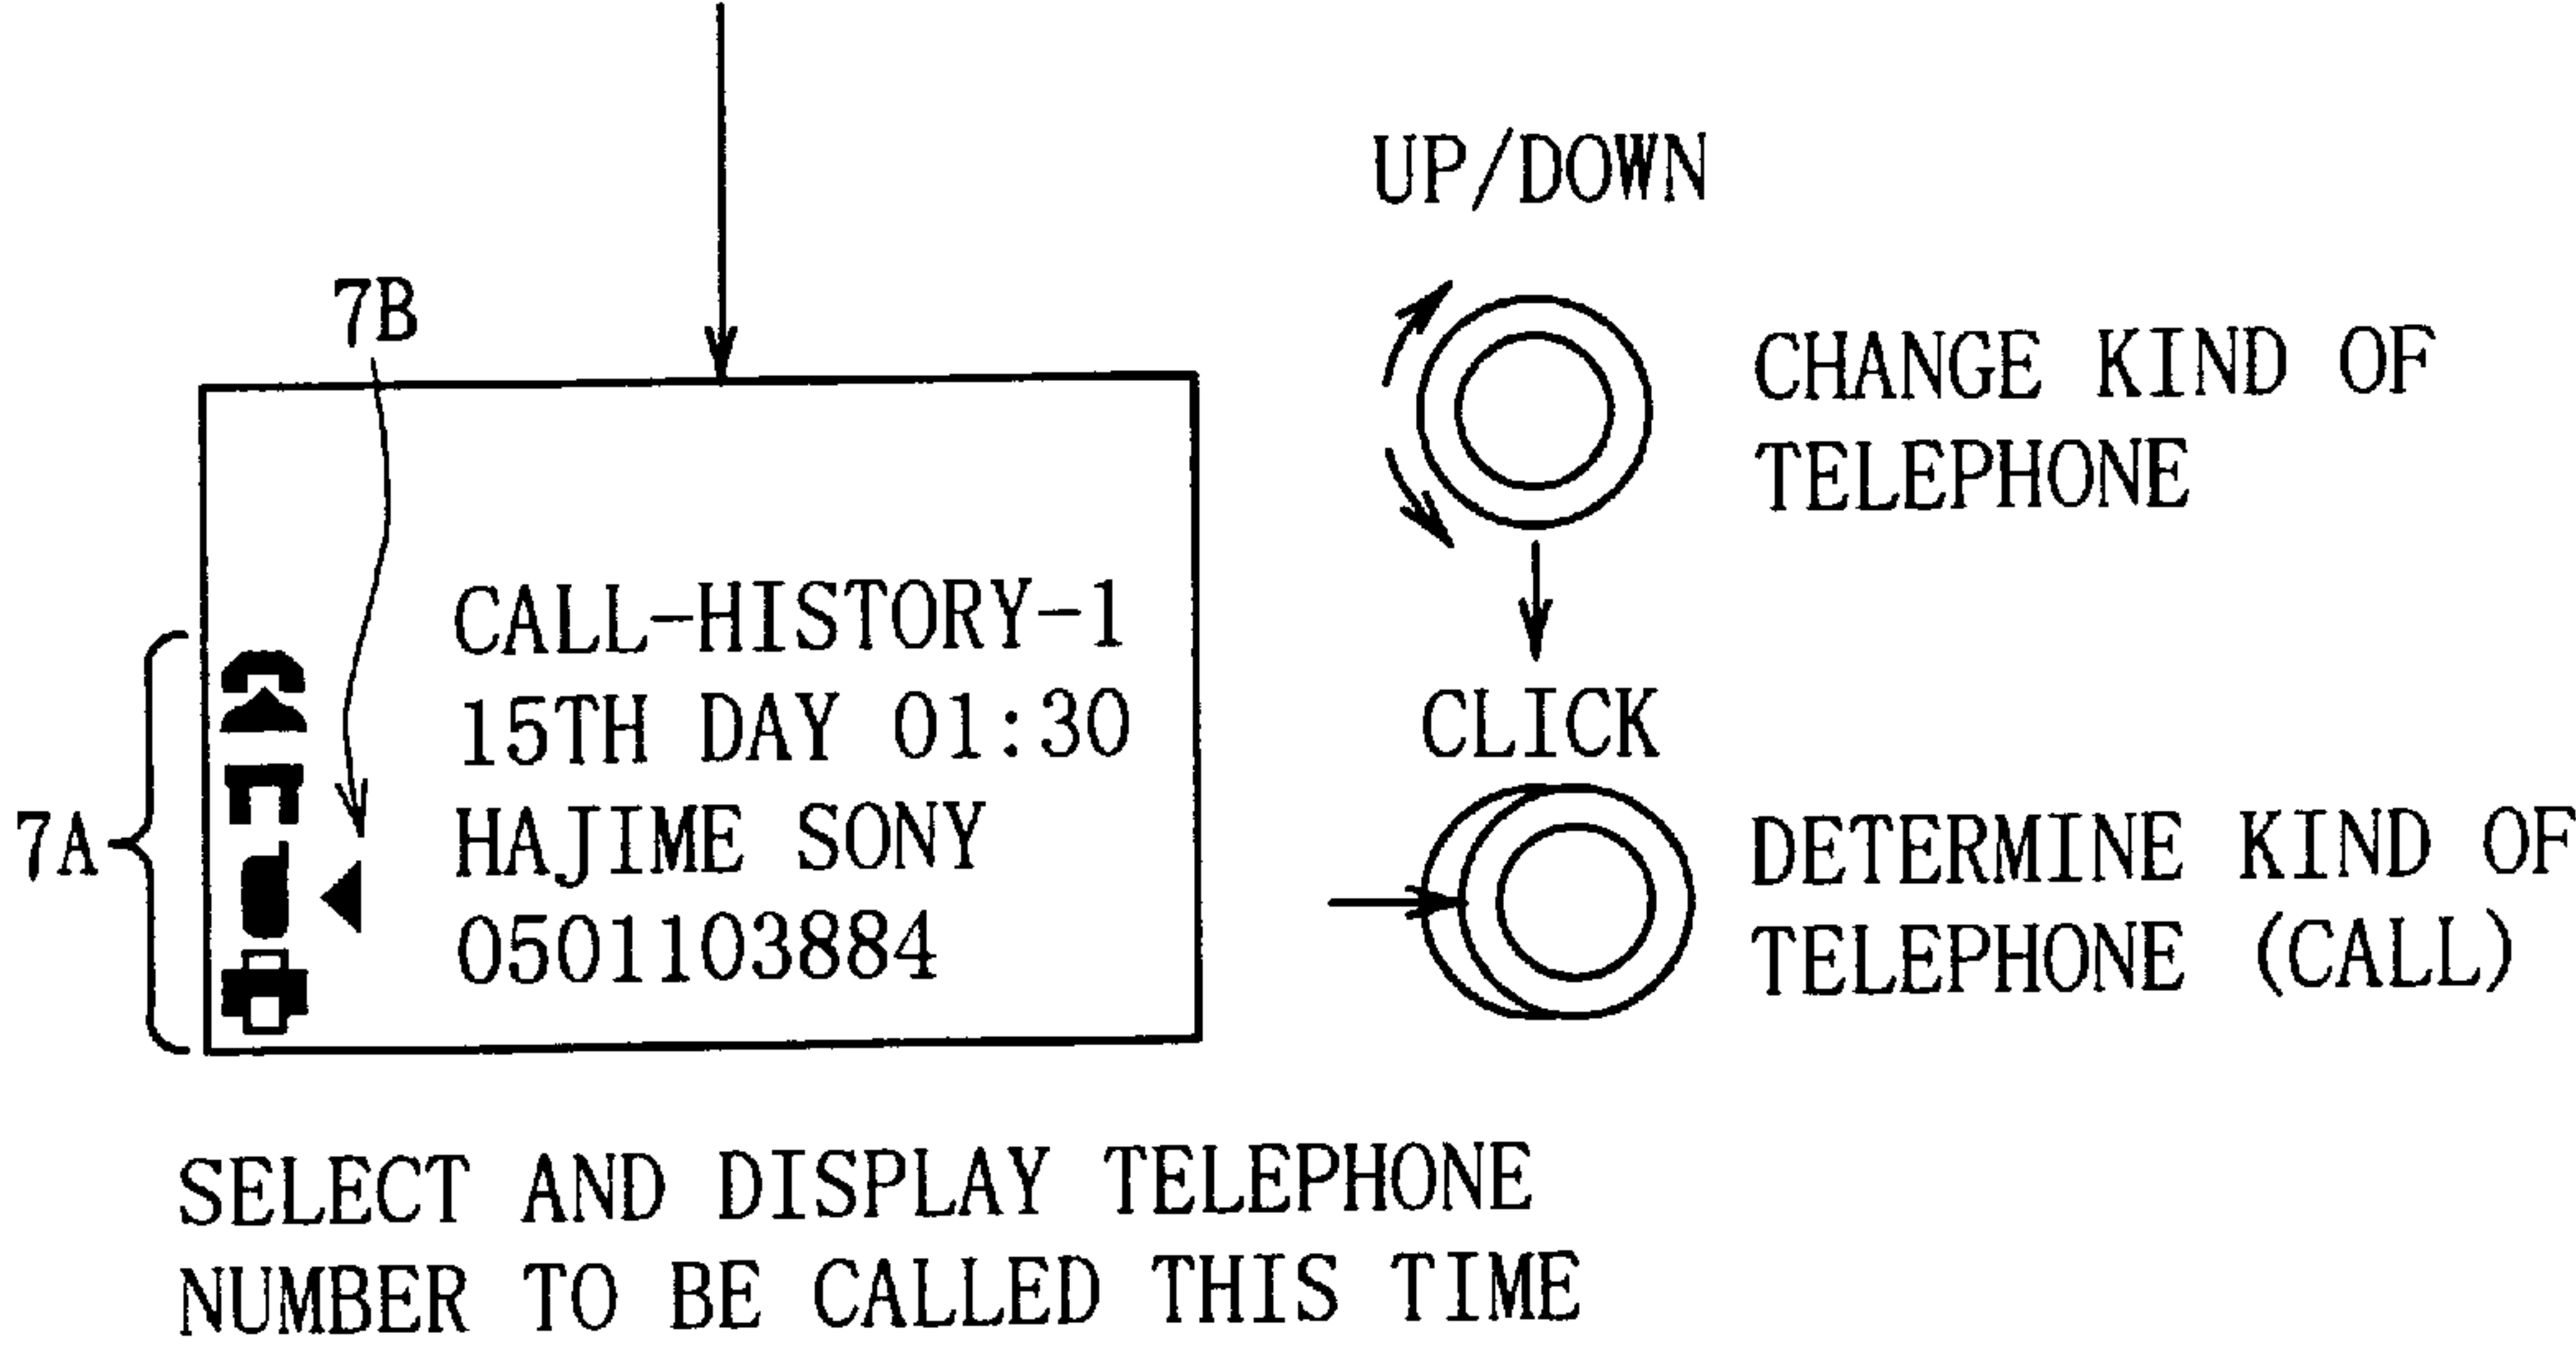 UP/DOWN
7B
CHANGE KIND OF
TELEPHONE
CALL-HISTORY-1
15TH DAY 01:30
HAJIME SONY
0501103884
7A
CLICK
DETERMINE KIND OF
TELEPHONE (CALL)
SELECT AND DISPLAY TELEPHONE
NUMBER TO BE CALLED THIS TIME